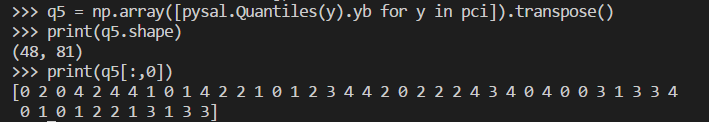 >>> q5 = np.array([pysal.Quantiles(y).yb for y in pci]).transpose()
>>> print(q5.shape)
(48, 81)
>>> print(q5[:,0])
[0 2 0 4 2 4 4 1 0 1 4 2 2 1 0 1 2 3 4 4 2 0 2 2 2 4 3 4 0 4 0 0 3 1 3 3 4
 0 1 0 1 2 2 1 3 1 3 3]